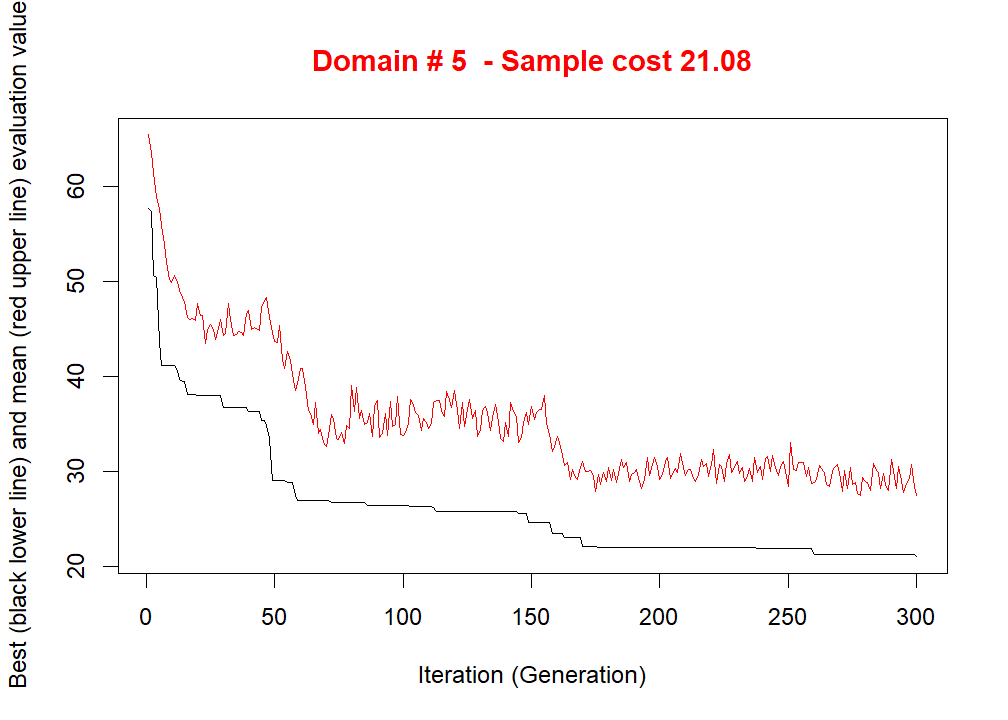 Domain # 5  - Sample cost 21.08
Best (black lower line) and mean (red upper line) evaluation value
60
50
40
30
20
0 50 100 150 200 250 300
Iteration (Generation)